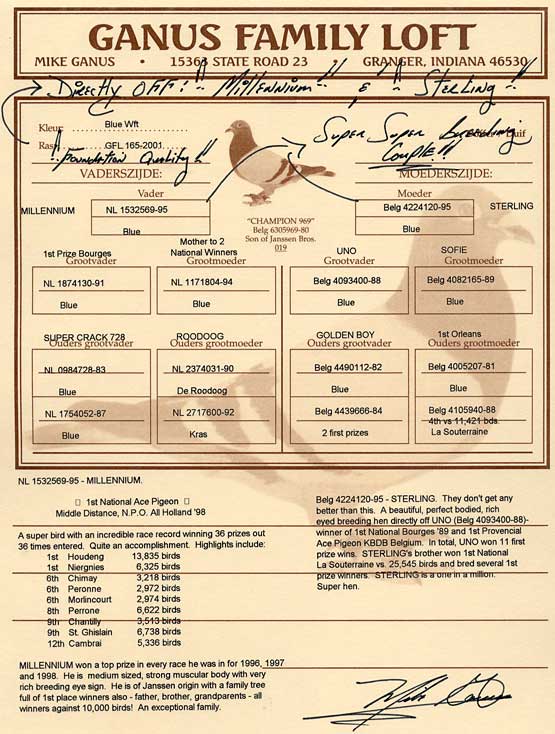 GANUS FAMILY LOFT
MIKE GANUS • 15363 STATE ROAD 23 • GRANGER, INDIANA 46530
Directly Off!! Millennium!! & "Sterling"!!
Kleur Blue Wft
GFL 165-2001
Super Super Breeding Couple!!
!! Foundation Quality!!
VADERSZIJDE:
MOEDERSZIJDE:
Vader
Moeder
MILLENNIUM
NL 1532569-95
Belg 4224120-95
STERLING
Blue
Blue
"CHAMPION 969"
Belg 6305969-80
Son of Janssen Bros.
019
1st Prize Bourges
Mother to 2
National Winners
UNO
SOFIE
Grootvader
Grootmoeder
Grootvader
Grootmoeder
NL 1874130-91
NL 1171804-94
Belg 4093400-88
Belg 4082165-89
Blue
Blue
Blue
Blue
SUPER CRACK 728
ROODOOG
GOLDEN BOY
1st Orleans
Ouders grootvader
Ouders grootmoeder
Ouders grootvader
Ouders grootmoeder
NL 0984728-83
NL 2374031-90
Belg 4490112-82
Belg 4005207-81
Blue
De Roodoog
Blue
Blue
NL 1754052-87
NL 2717600-92
Belg 4439666-84
Belg 4105940-88
4th vs 11,421 bds.
Blue
Kras
2 first prizes
La Souterraine
NL 1532569-95 - MILLENNIUM.
1st National Ace Pigeon
Middle Distance, N.P.O. All Holland '98
A super bird with an incredible race record winning 36 prizes out
36 times entered. Quite an accomplishment. Highlights include:
1st Houdeng 13,835 birds
1st Niergnies 6,325 birds
6th Chimay 3,218 birds
6th Peronne 2,972 birds
6th Morlincourt 2,974 birds
8th Perrone 6,622 birds
9th Chantilly 3,513 birds
9th St. Ghislain 6,738 birds
12th Cambrai 5,336 birds
MILLENNIUM won a top prize in every race he was in for 1996, 1997
and 1998. He is medium sized, strong muscular body with very
rich breeding eye sign. He is of Janssen origin with a family tree
full of 1st place winners also - father, brother, grandparents - all
winners against 10,000 birds! An exceptional family.
Belg 4224120-95 - STERLING. They don't get any
better than this. A beautiful, perfect bodied, rich
eyed breeding hen directly off UNO (Belg 4093400-88)-
winner of 1st National Bourges '89 and 1st Provencial
Ace Pigeon KBDB Belgium. In total, UNO won 11 first
prize wins. STERLING's brother won 1st National
La Souterraine vs. 25,545 birds and bred several 1st
prize winners. STERLING is a one in a million.
Super hen.